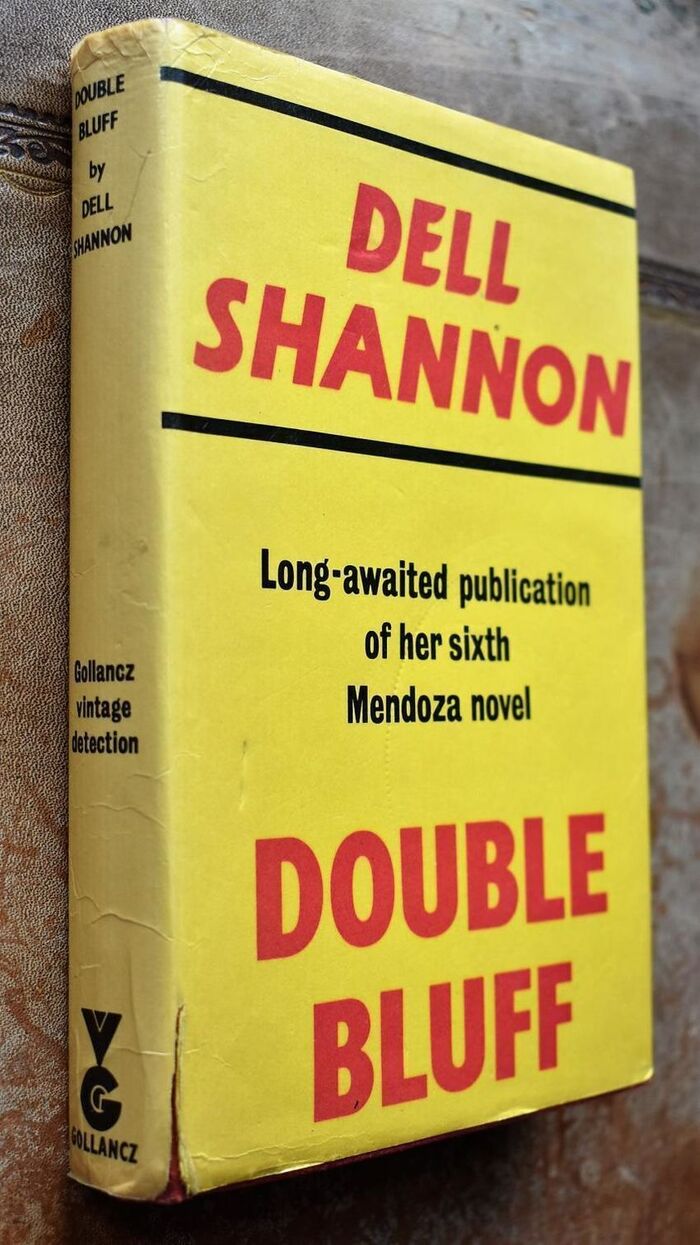 DOUBLE
BLUFF
by
DELL
SHANNON
Gollancz
vintage
detection
VG
GOLLANCZ
DELL
SHANNON
Long-awaited publication
of her sixth
Mendoza novel
DOUBLE
BLUFF